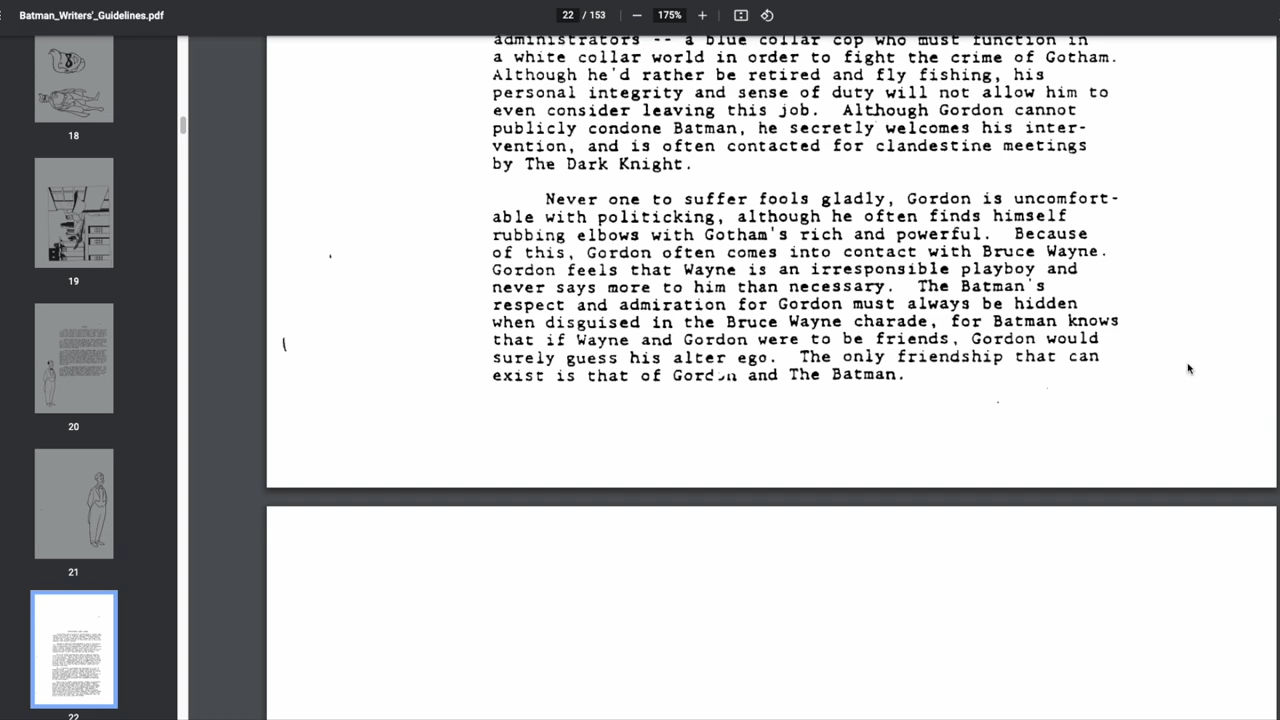 Batman_Writers'_Guidelines.pdf
22 / 153
175%
18
19
20
21
22
administrators -- a blue collar cop who must function in
a white collar world in order to fight the crime of Gotham.
Although he'd rather be retired and fly fishing, his
personal integrity and sense of duty will not allow him to
even consider leaving this job. Although Gordon cannot
publicly condone Batman, he secretly welcomes his inter-
vention, and is often contacted for clandestine meetings
by The Dark Knight.
Never one to suffer fools gladly, Gordon is uncomfort-
able with politicking, although he often finds himself
rubbing elbows with Gotham's rich and powerful. Because
of this, Gordon often comes into contact with Bruce Wayne.
Gordon feels that Wayne is an irresponsible playboy and
never says more to him than necessary. The Batman's
respect and admiration for Gordon must always be hidden
when disguised in the Bruce Wayne charade, for Batman knows
that if Wayne and Gordon were to be friends, Gordon would
surely guess his alter ego. The only friendship that can
exist is that of Gordon and The Batman.